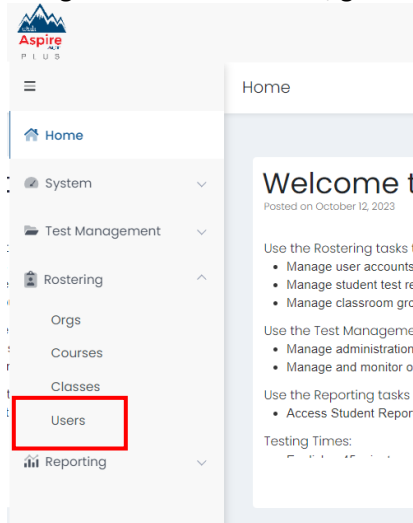 Aspire
PLUS
Home
Home
System
Welcome t
Posted on October 12, 2023
Test Management
Use the Rostering tasks
Manage user accounts
Rostering
Manage student test re
Manage classroom gro
Orgs
Use the Test Manageme
Courses
Manage administration
Manage and monitor o
Classes
Use the Reporting tasks
Access Student Repor
Users
Testing Times:
Reporting